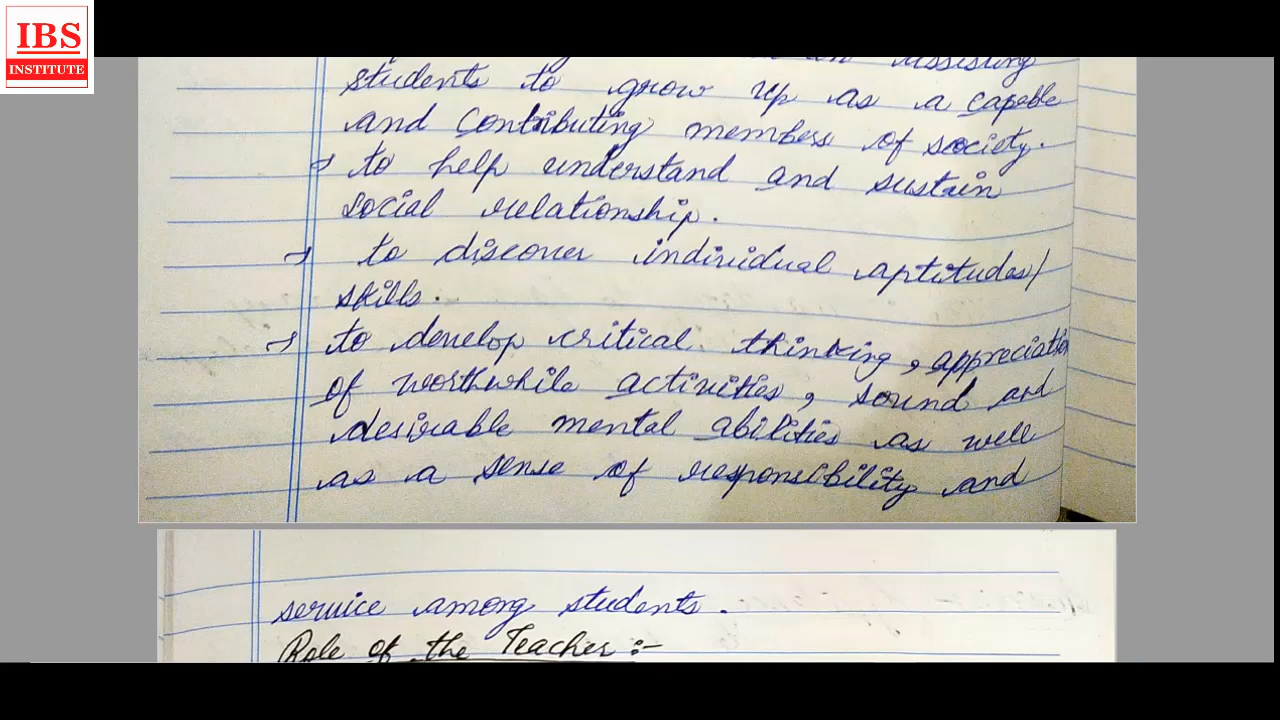 IBS
INSTITUTE
assisting
students to grow up as a capable
and contributing members of society.
→ to help understand and sustain
social relationship.
→ to discover individual aptitudes/
skills.
→ to develop critical thinking, appreciation
of worthwhile activities, sound and
desirable mental abilities as well
as a sense of responsibility and
service among students.
Role of the Teacher :-